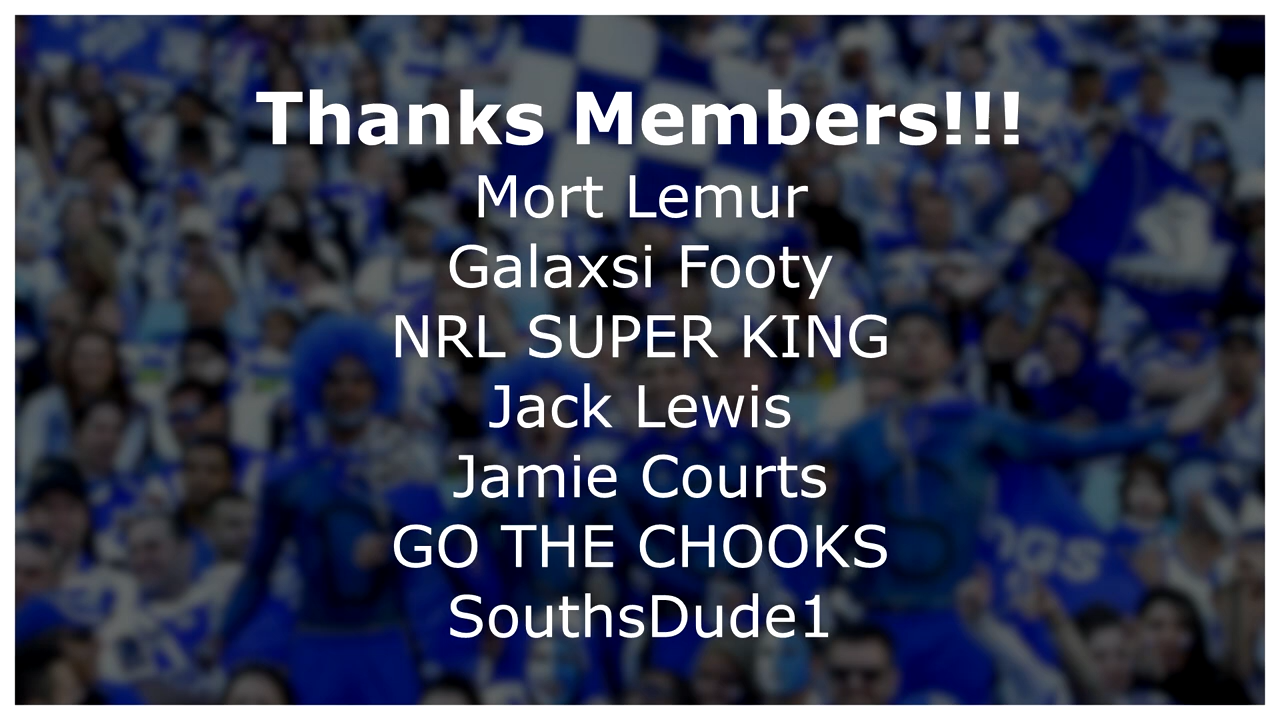 Thanks Members!!!
Mort Lemur
Galaxsi Footy
NRL SUPER KING
Jack Lewis
Jamie Courts
GO THE CHOOKS
SouthsDude1